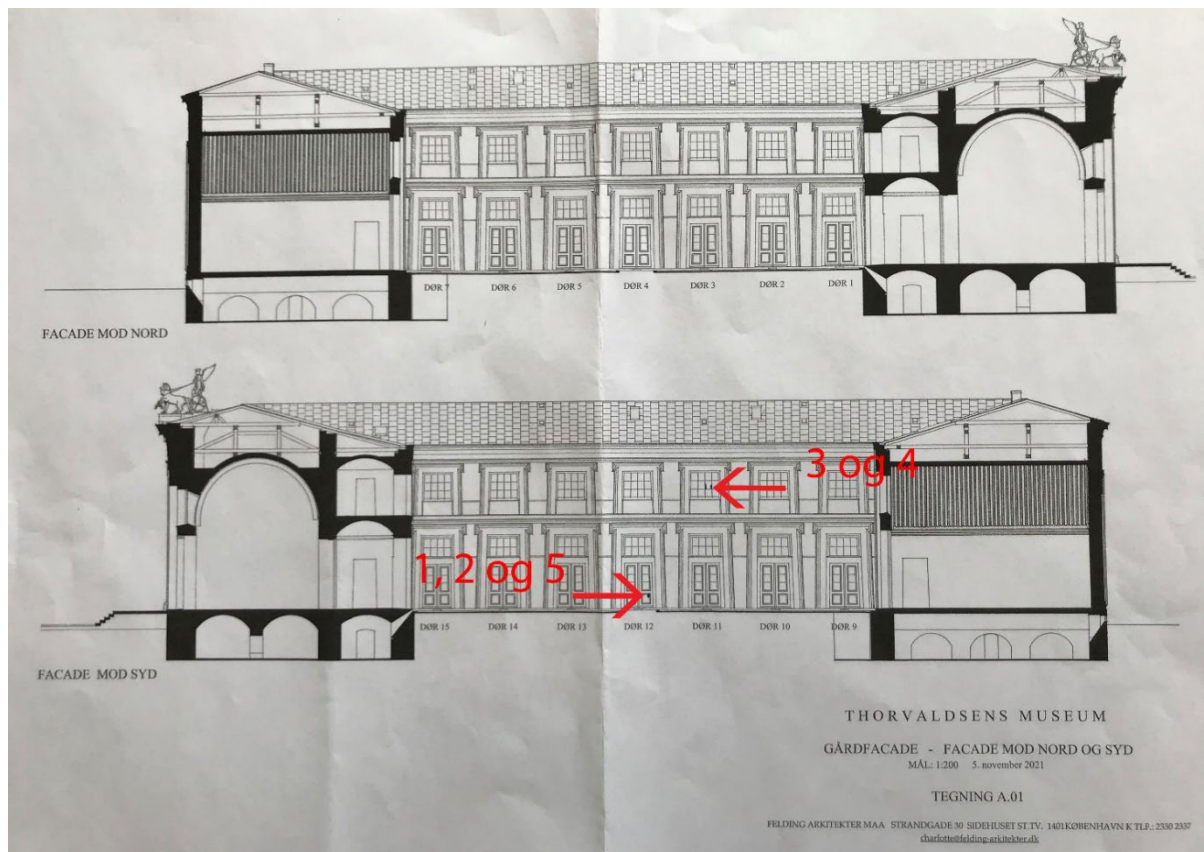 DØR 7 DØR 6 DØR 5 DØR 4 DØR 3 DØR 2 DØR 1
FACADE MOD NORD
3 og 4
1, 2 og 5
DØR 15 DØR 14 DØR 13 DØR 12 DØR 11 DØR 10 DØR 9
FACADE MOD SYD
THORVALDSENS MUSEUM
GÅRDFACADE - FACADE MOD NORD OG SYD
MÅL: 1:200 5. november 2021
TEGNING A.01
FELDING ARKITEKTER MAA STRANDGADE 30 SIDEHUSET ST.TV. 1401KØBENHAVN K TLF.: 2330 2337
charlotte@felding-arkitekter.dk